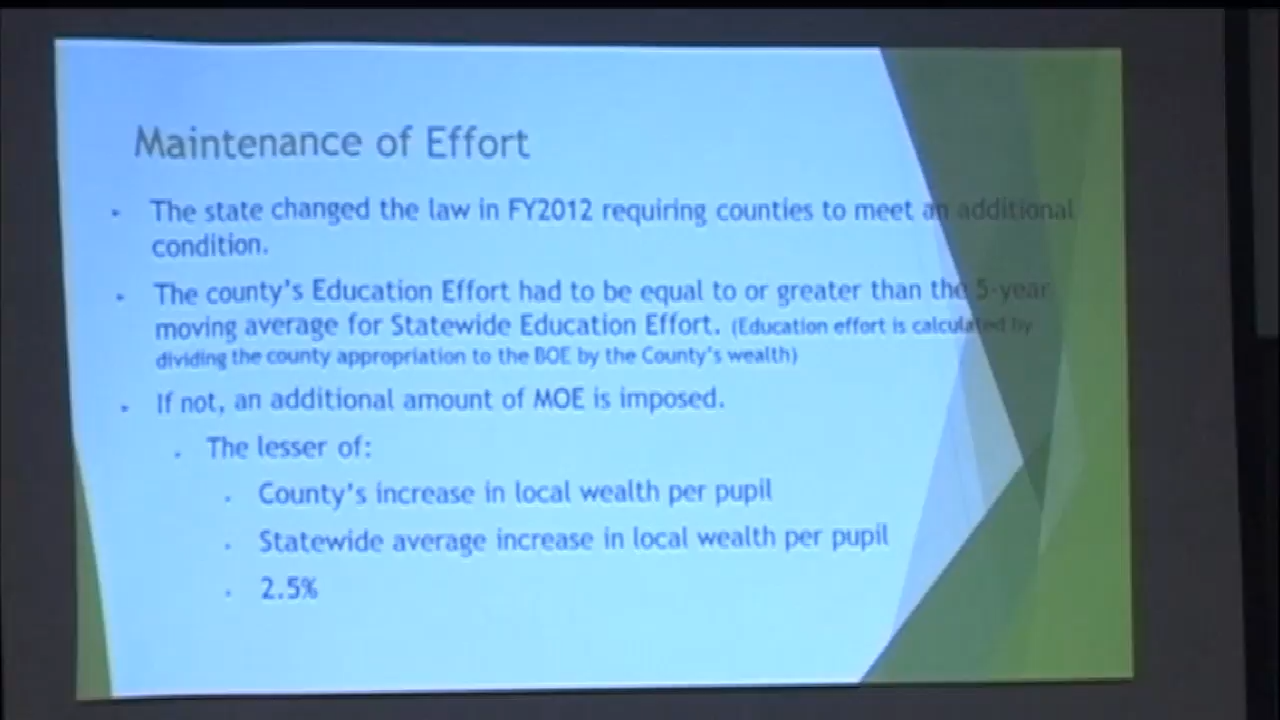 Maintenance of Effort
The state changed the law in FY2012 requiring counties to meet an additional
condition.
The county's Education Effort had to be equal to or greater than the 5-year
moving average for Statewide Education Effort. (Education effort is calculated by
dividing the county appropriation to the BOE by the County's wealth)
If not, an additional amount of MOE is imposed.
The lesser of:
County's increase in local wealth per pupil
Statewide average increase in local wealth per pupil
2.5%